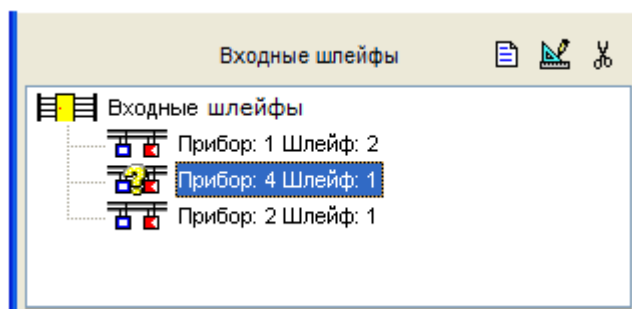 Входные шлейфы
Входные шлейфы
Прибор: 1 Шлейф: 2
Прибор: 4 Шлейф: 1
Прибор: 2 Шлейф: 1